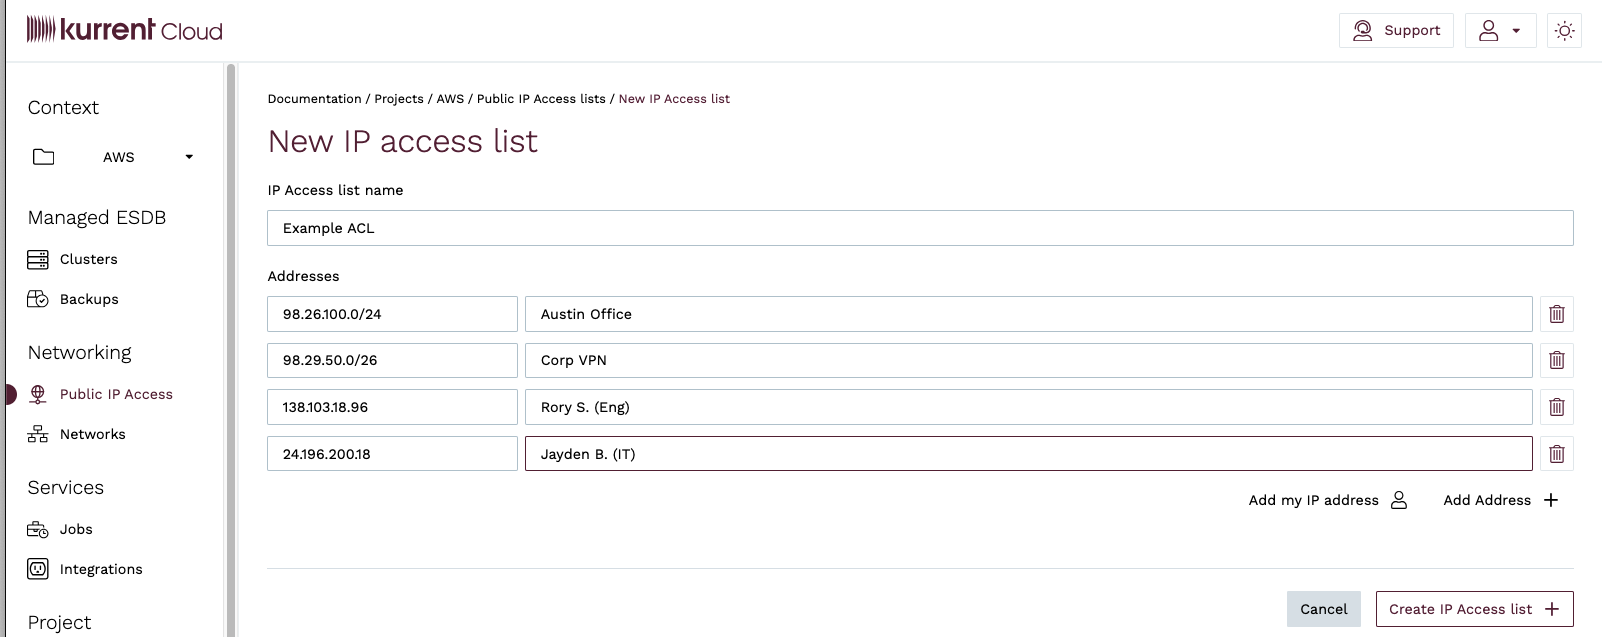 kurrent Cloud
Support
Context
AWS
Managed ESDB
Clusters
Backups
Networking
Public IP Access
Networks
Services
Jobs
Integrations
Project
Documentation / Projects / AWS / Public IP Access lists / New IP Access list
New IP access list
IP Access list name
Example ACL
Addresses
98.26.100.0/24 Austin Office
98.29.50.0/26 Corp VPN
138.103.18.96 Rory S. (Eng)
24.196.200.18 Jayden B. (IT)
Add my IP address Add Address
Cancel Create IP Access list